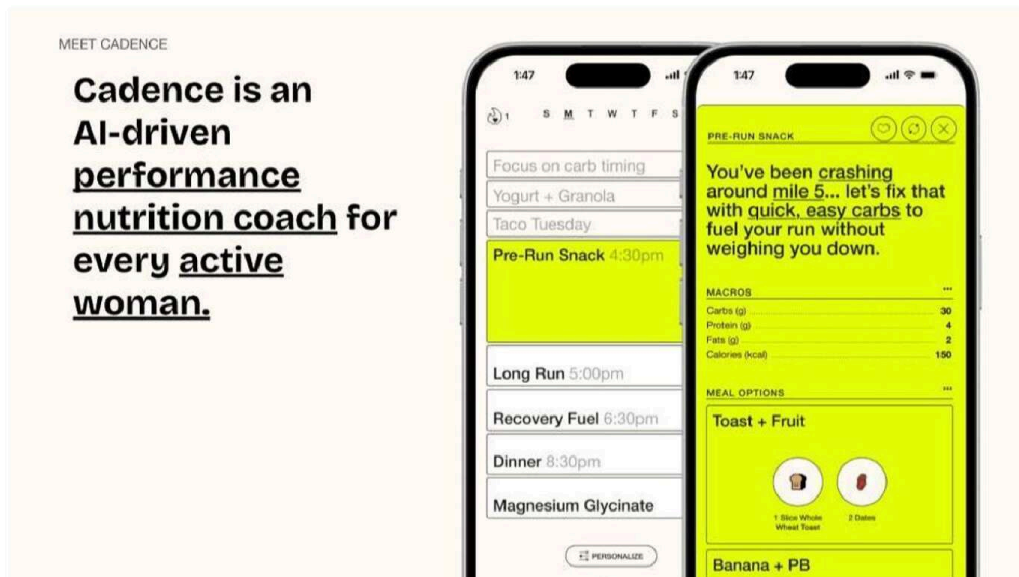 MEET CADENCE
Cadence is an
AI-driven
performance
nutrition coach for
every active
woman.
1:47
1
S M T W T F S
Focus on carb timing
Yogurt + Granola
Taco Tuesday
Pre-Run Snack 4:30pm
Long Run 5:00pm
Recovery Fuel 6:30pm
Dinner 8:30pm
Magnesium Glycinate
PERSONALIZE
1:47
PRE-RUN SNACK
You've been crashing
around mile 5... let's fix that
with quick, easy carbs to
fuel your run without
weighing you down.
MACROS
Carbs (g) 30
Protein (g) 4
Fats (g) 2
Calories (kcal) 150
MEAL OPTIONS
Toast + Fruit
1 Slice Whole
Wheat Toast
2 Dates
Banana + PB